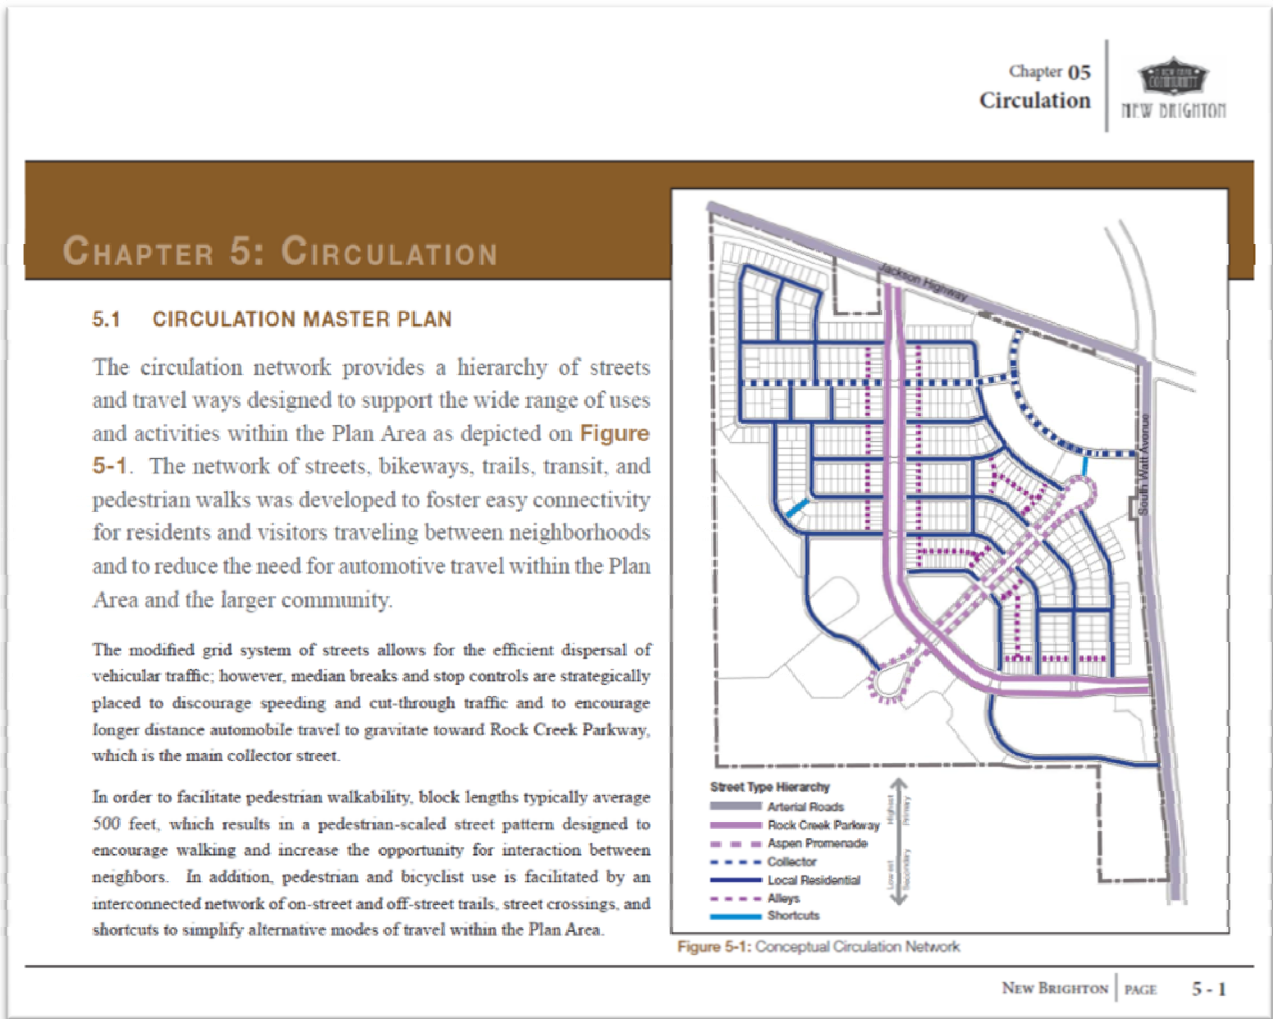 Chapter 05
Circulation
NEW BRIGHTON
CHAPTER 5: CIRCULATION
5.1 CIRCULATION MASTER PLAN
The circulation network provides a hierarchy of streets
and travel ways designed to support the wide range of uses
and activities within the Plan Area as depicted on Figure
5-1. The network of streets, bikeways, trails, transit, and
pedestrian walks was developed to foster easy connectivity
for residents and visitors traveling between neighborhoods
and to reduce the need for automotive travel within the Plan
Area and the larger community.
The modified grid system of streets allows for the efficient dispersal of
vehicular traffic; however, median breaks and stop controls are strategically
placed to discourage speeding and cut-through traffic and to encourage
longer distance automobile travel to gravitate toward Rock Creek Parkway,
which is the main collector street.
In order to facilitate pedestrian walkability, block lengths typically average
500 feet, which results in a pedestrian-scaled street pattern designed to
encourage walking and increase the opportunity for interaction between
neighbors. In addition, pedestrian and bicyclist use is facilitated by an
interconnected network of on-street and off-street trails, street crossings, and
shortcuts to simplify alternative modes of travel within the Plan Area.
Jackson Highway
South Watt Avenue
Street Type Hierarchy
Arterial Roads
Rock Creek Parkway
Aspen Promenade
Collector
Local Residential
Alleys
Shortcuts
Highest
Primary
Lowest
Secondary
Figure 5-1: Conceptual Circulation Network
NEW BRIGHTON PAGE 5 - 1